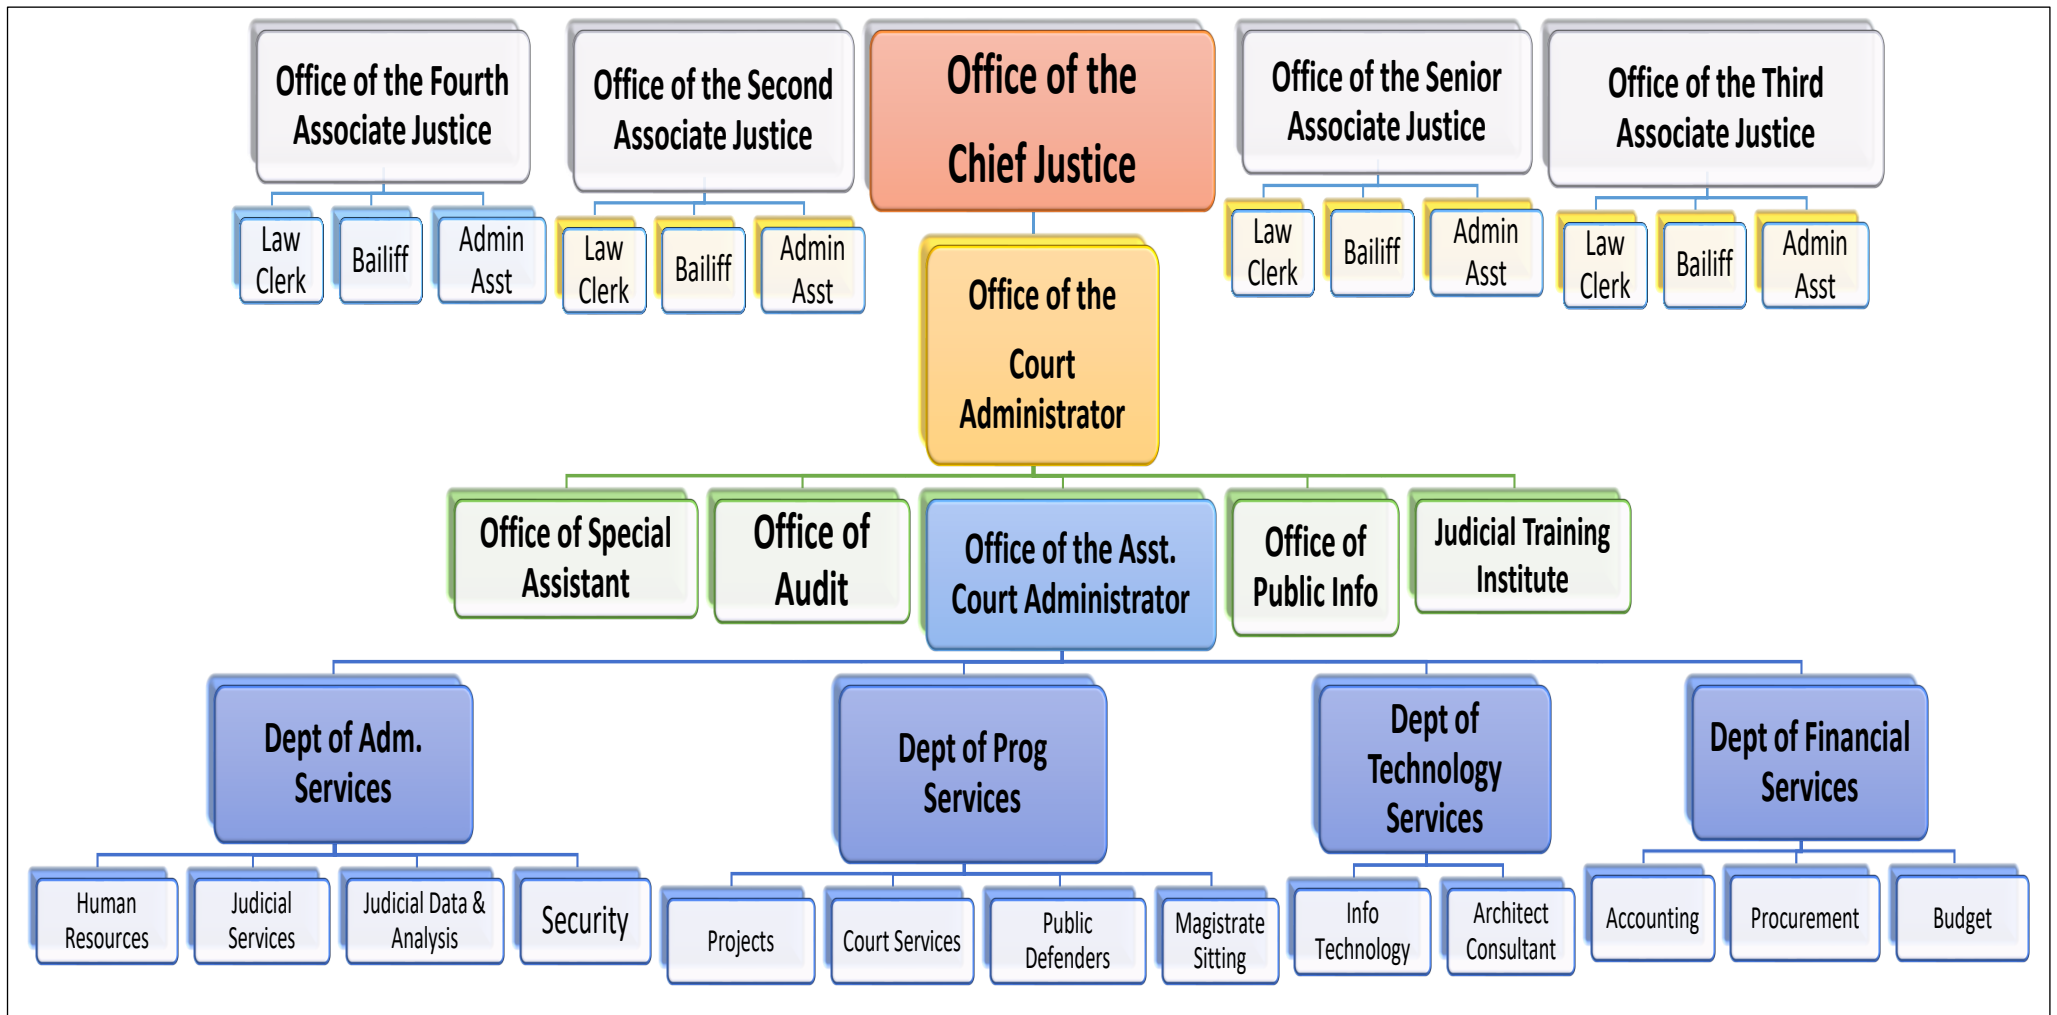 Office of the Fourth
Associate Justice
Office of the Second
Associate Justice
Office of the
Chief Justice
Office of the Senior
Associate Justice
Office of the Third
Associate Justice
Law
Clerk
Bailiff
Admin
Asst
Law
Clerk
Bailiff
Admin
Asst
Law
Clerk
Bailiff
Admin
Asst
Law
Clerk
Bailiff
Admin
Asst
Office of the
Court
Administrator
Office of Special
Assistant
Office of
Audit
Office of the Asst.
Court Administrator
Office of
Public Info
Judicial Training
Institute
Dept of Adm.
Services
Dept of Prog
Services
Dept of
Technology
Services
Dept of Financial
Services
Human
Resources
Judicial
Services
Judicial Data &
Analysis
Security
Projects
Court Services
Public
Defenders
Magistrate
Sitting
Info
Technology
Architect
Consultant
Accounting
Procurement
Budget